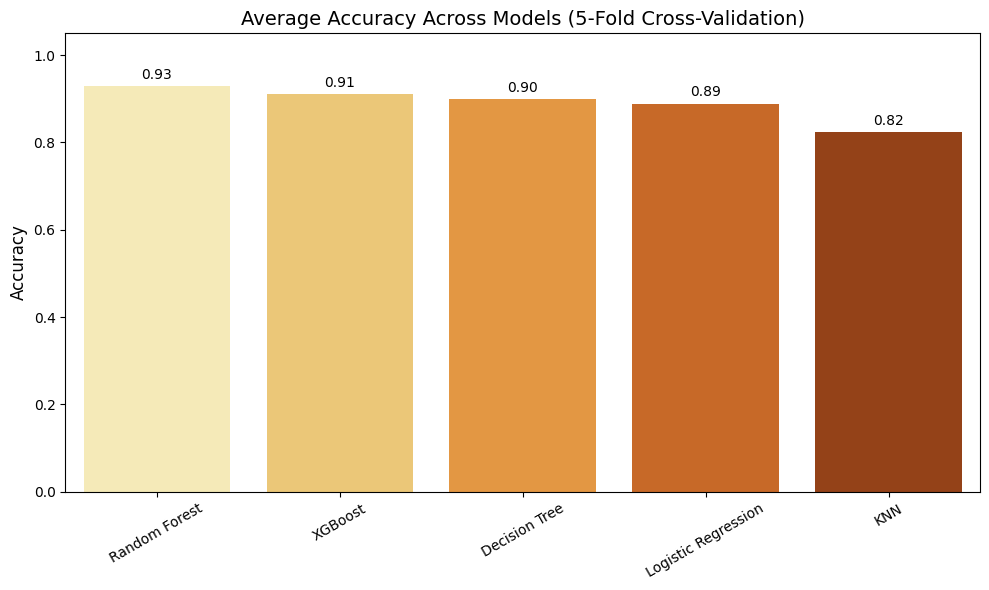 Average Accuracy Across Models (5-Fold Cross-Validation)
Accuracy
1.0
0.8
0.6
0.4
0.2
0.0
0.93
0.91
0.90
0.89
0.82
Random Forest
XGBoost
Decision Tree
Logistic Regression
KNN